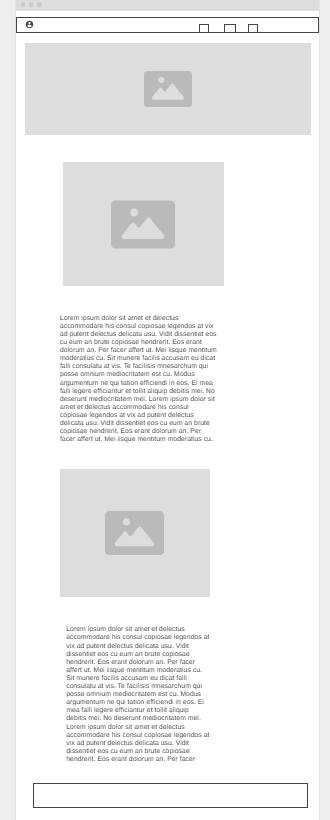 Lorem ipsum dolor sit amet et delectus
accommodare his consul copiosae legendos at vix
ad putent delectus delicata usu. Vidit dissentiet eos
cu eum an brute copiosae hendrerit. Eos erant
dolorum an. Per facer affert ut. Mei iisque mentitum
moderatius cu. Sit munere facilis accusam eu dicat
falli consulatu at vis. Te facilisis mnesarchum qui
posse omnium mediocritatem est cu. Modus
argumentum ne qui tation efficiendi in eos. Ei mea
falli legere efficiantur et tollit aliquip debitis mei. No
deserunt mediocritatem mel. Lorem ipsum dolor sit
amet et delectus accommodare his consul
copiosae legendos at vix ad putent delectus
delicata usu. Vidit dissentiet eos cu eum an brute
copiosae hendrerit. Eos erant dolorum an. Per
facer affert ut. Mei iisque mentitum moderatius cu.
Lorem ipsum dolor sit amet et delectus
accommodare his consul copiosae legendos at
vix ad putent delectus delicata usu. Vidit
dissentiet eos cu eum an brute copiosae
hendrerit. Eos erant dolorum an. Per facer
affert ut. Mei iisque mentitum moderatius cu.
Sit munere facilis accusam eu dicat falli
consulatu at vis. Te facilisis mnesarchum qui
posse omnium mediocritatem est cu. Modus
argumentum ne qui tation efficiendi in eos. Ei
mea falli legere efficiantur et tollit aliquip
debitis mei. No deserunt mediocritatem mel.
Lorem ipsum dolor sit amet et delectus
accommodare his consul copiosae legendos at
vix ad putent delectus delicata usu. Vidit
dissentiet eos cu eum an brute copiosae
hendrerit. Eos erant dolorum an. Per facer